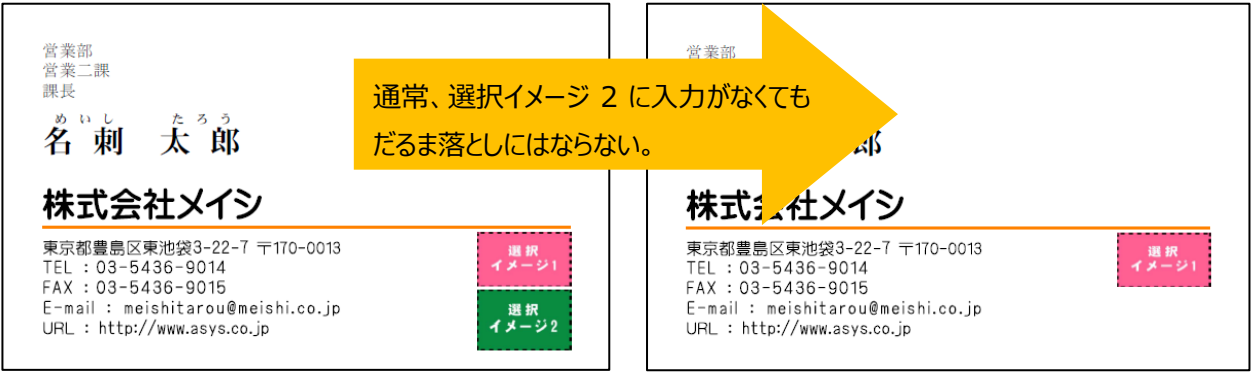 営業部
営業二課
課長
めいし たろう
名刺 太郎
株式会社メイシ
東京都豊島区東池袋3-22-7 〒170-0013
TEL : 03-5436-9014
FAX : 03-5436-9015
E-mail : meishitarou@meishi.co.jp
URL : http://www.asys.co.jp
選択
イメージ1
選択
イメージ2
通常、選択イメージ 2 に入力がなくても
だるま落としにはならない。
営業部
郎
株式会社メイシ
東京都豊島区東池袋3-22-7 〒170-0013
TEL : 03-5436-9014
FAX : 03-5436-9015
E-mail : meishitarou@meishi.co.jp
URL : http://www.asys.co.jp
選択
イメージ1